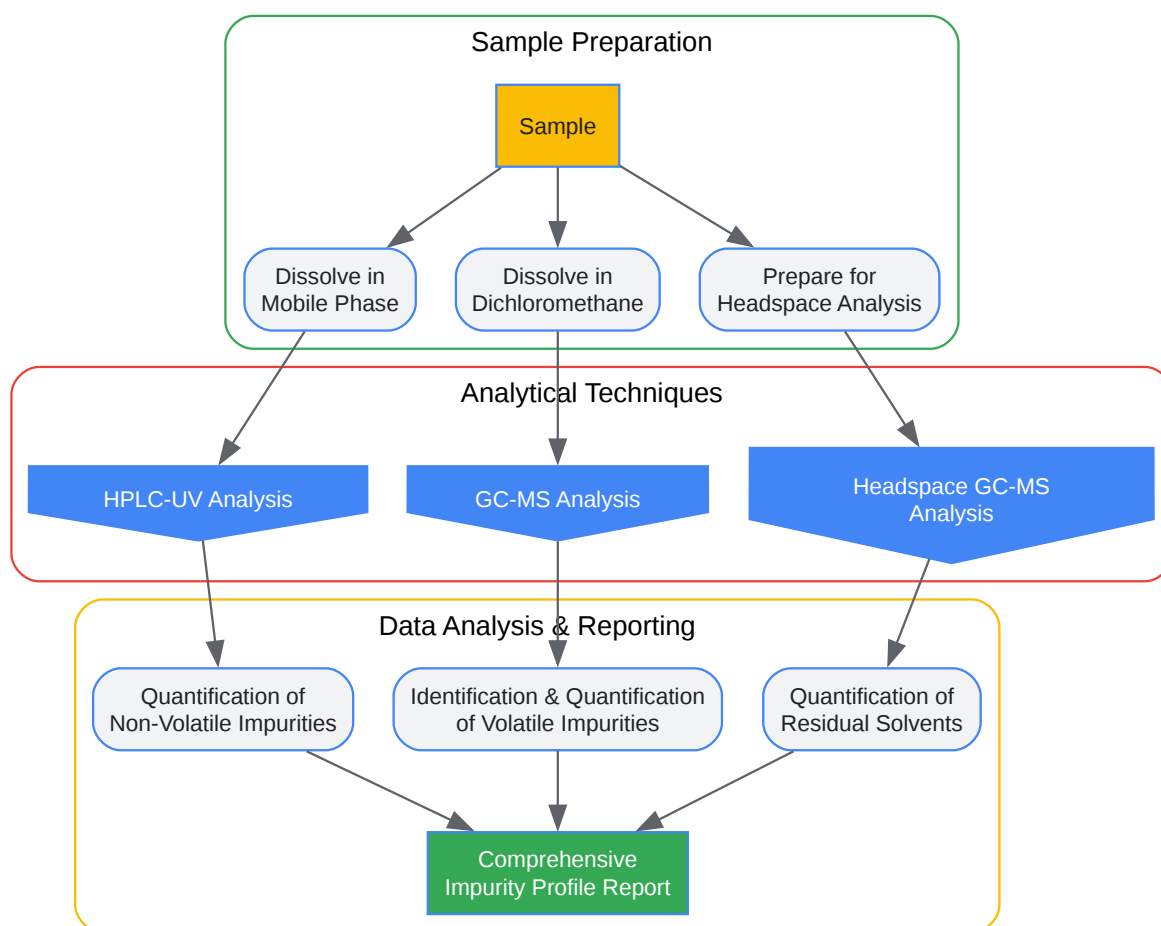 Sample Preparation
Sample
Dissolve in
Mobile Phase
Dissolve in
Dichloromethane
Prepare for
Headspace Analysis
Analytical Techniques
HPLC-UV Analysis
GC-MS Analysis
Headspace GC-MS
Analysis
Data Analysis & Reporting
Quantification of
Non-Volatile Impurities
Identification & Quantification
of Volatile Impurities
Quantification of
Residual Solvents
Comprehensive
Impurity Profile Report